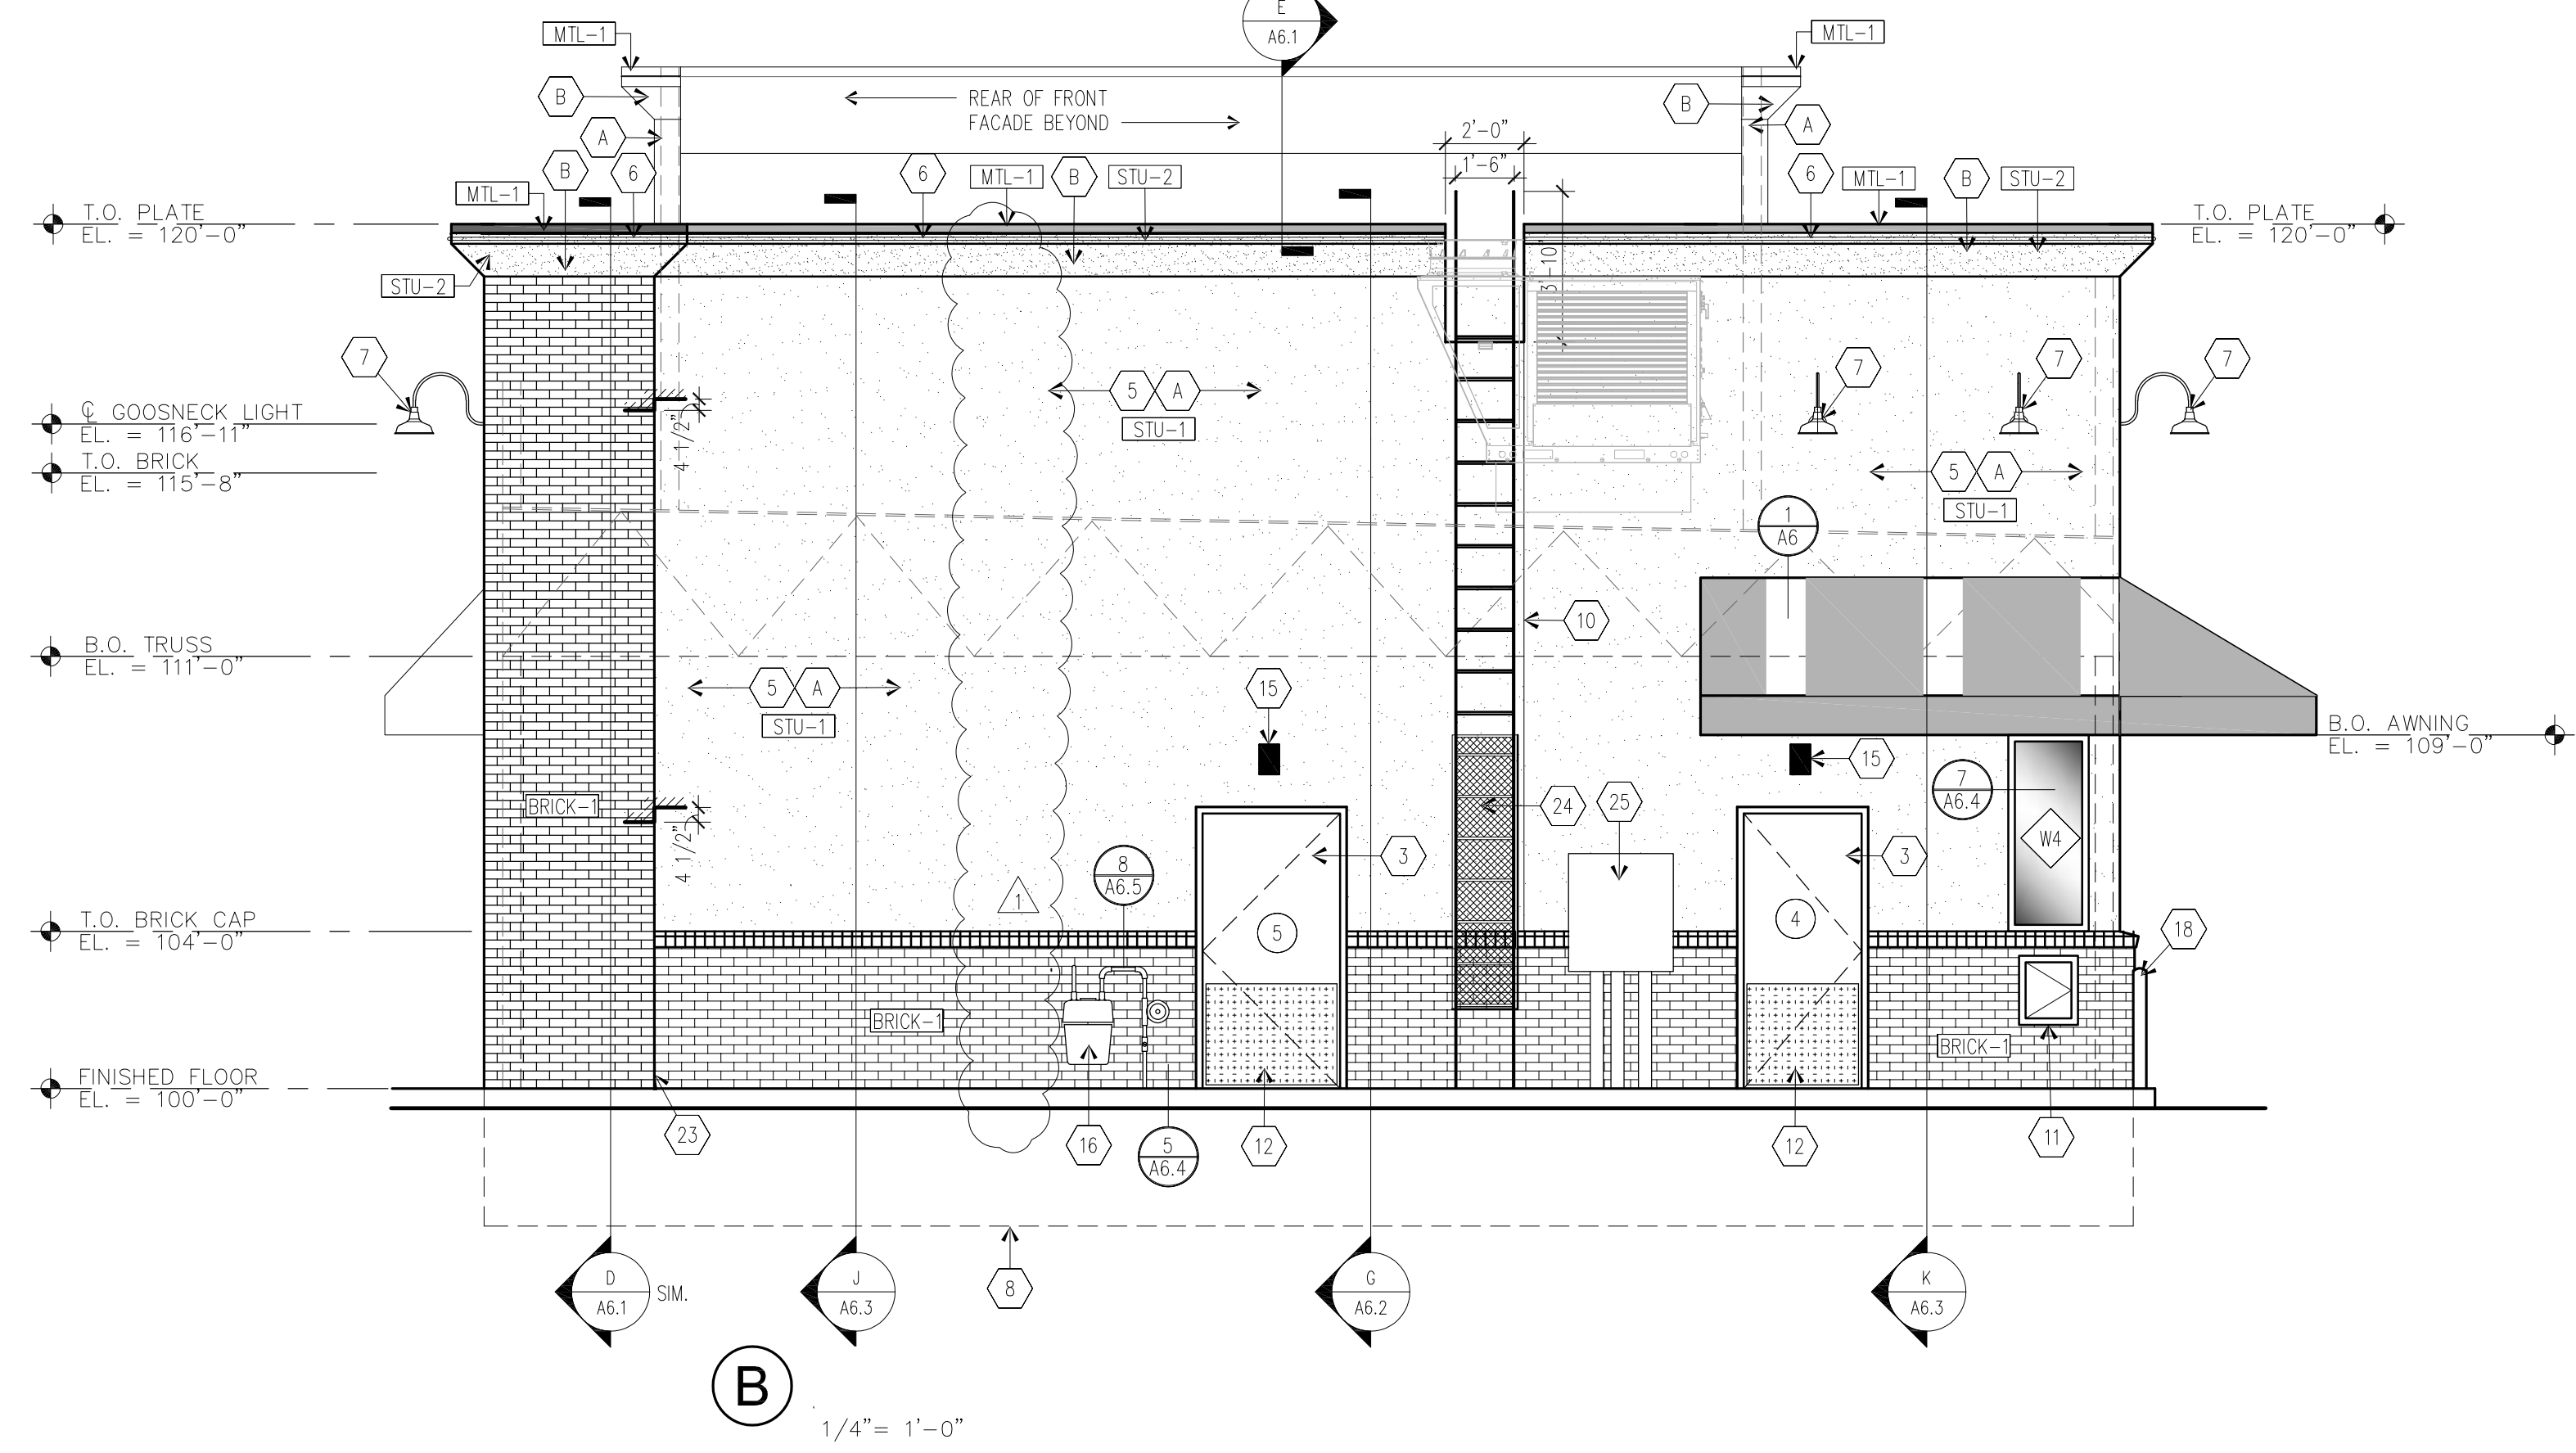 E
A6.1
MTL-1
MTL-1
B
REAR OF FRONT
FACADE BEYOND
B
A
A
2'-0"
1'-6"
B
6
6
MTL-1
B
STU-2
6
MTL-1
B
STU-2
MTL-1
T.O. PLATE
EL. = 120'-0"
T.O. PLATE
EL. = 120'-0"
STU-2
3'-10"
7
7
7
7
5
A
STU-1
℄ GOOSNECK LIGHT
EL. = 116'-11"
4 1/2"
T.O. BRICK
EL. = 115'-8"
5
A
STU-1
1
A6
10
B.O. TRUSS
EL. = 111'-0"
5
A
STU-1
15
B.O. AWNING
EL. = 109'-0"
15
7
A6.4
BRICK-1
24
25
W4
4 1/2"
8
A6.5
3
3
1
T.O. BRICK CAP
EL. = 104'-0"
5
4
18
BRICK-1
BRICK-1
FINISHED FLOOR
EL. = 100'-0"
23
16
5
A6.4
12
12
11
8
D
A6.1
SIM.
J
A6.3
G
A6.2
K
A6.3
B
1/4"= 1'-0"